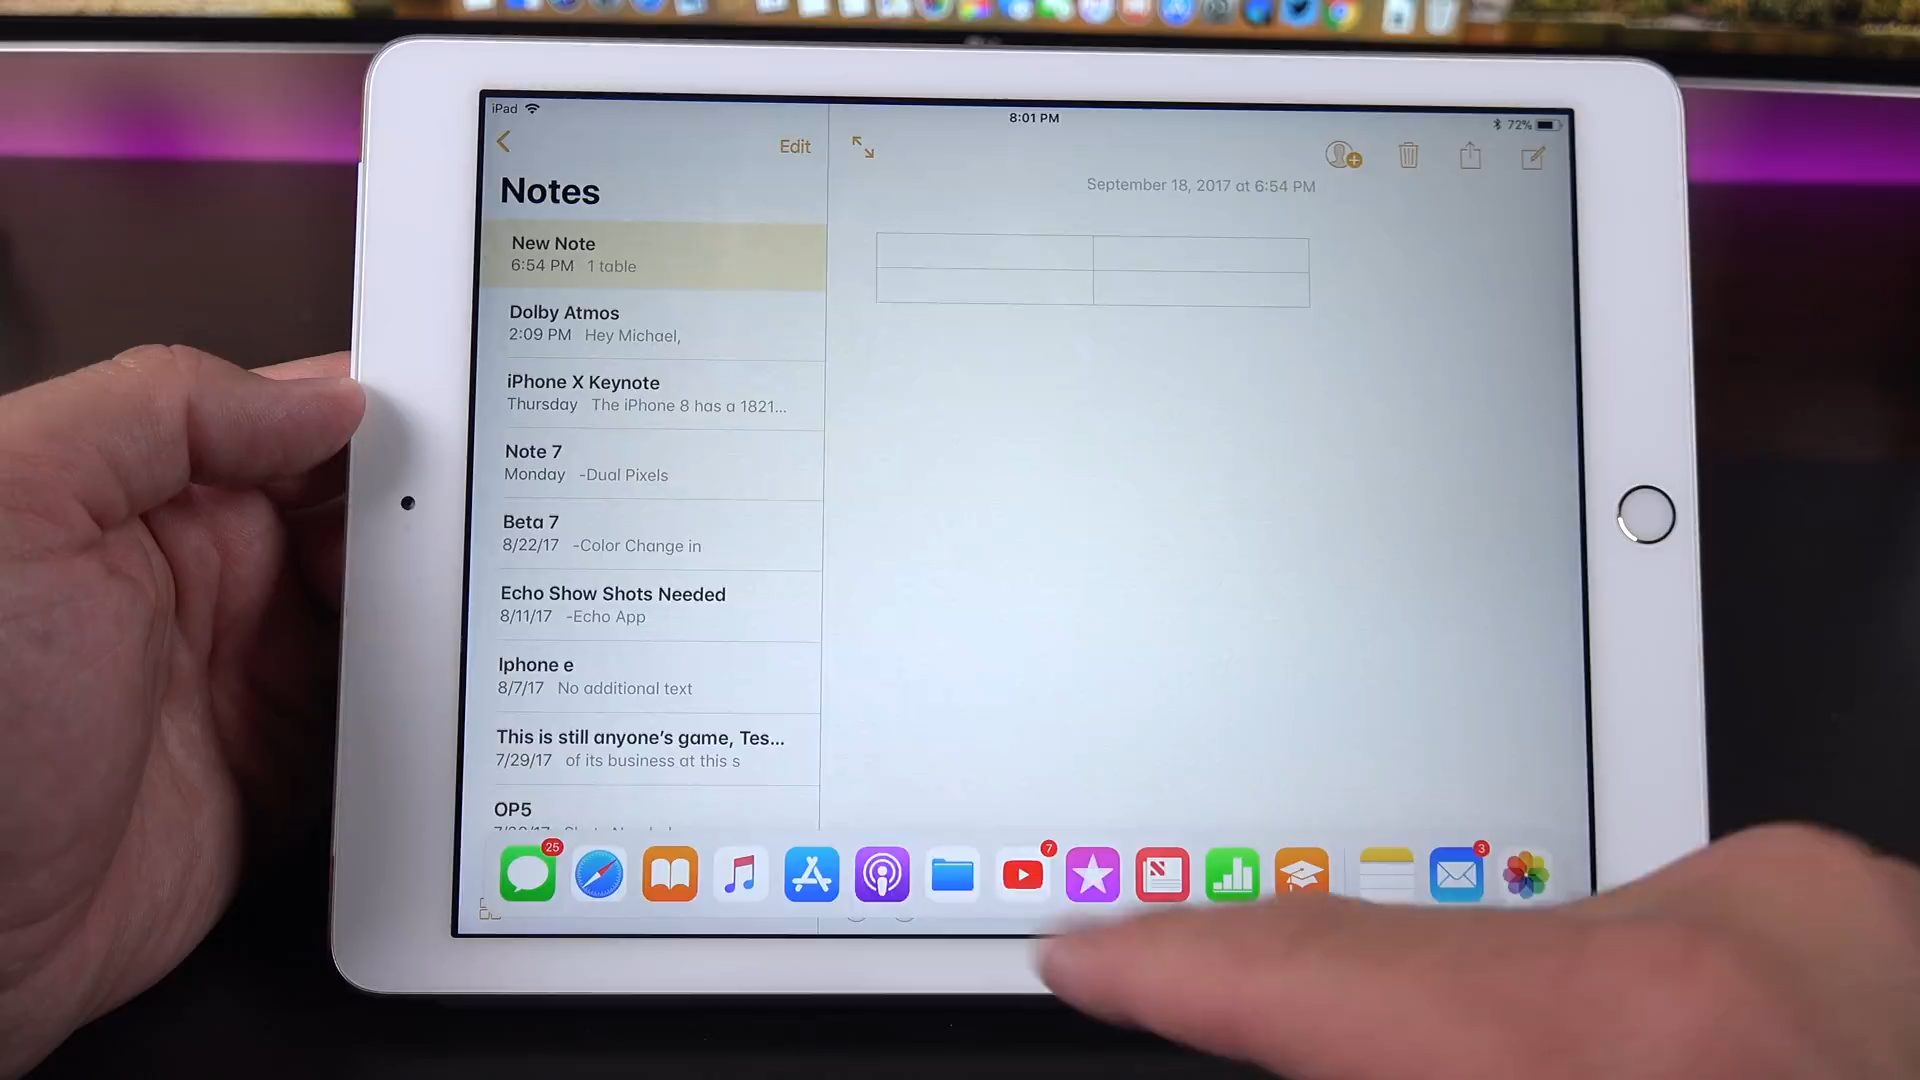 iPad
8:01 PM
72%
Edit
Notes
September 18, 2017 at 6:54 PM
New Note
6:54 PM 1 table
Dolby Atmos
2:09 PM Hey Michael,
iPhone X Keynote
Thursday The iPhone 8 has a 1821...
Note 7
Monday -Dual Pixels
Beta 7
8/22/17 -Color Change in
Echo Show Shots Needed
8/11/17 -Echo App
Iphone e
8/7/17 No additional text
This is still anyone's game, Tes...
7/29/17 of its business at this s
OP5
25
7
3